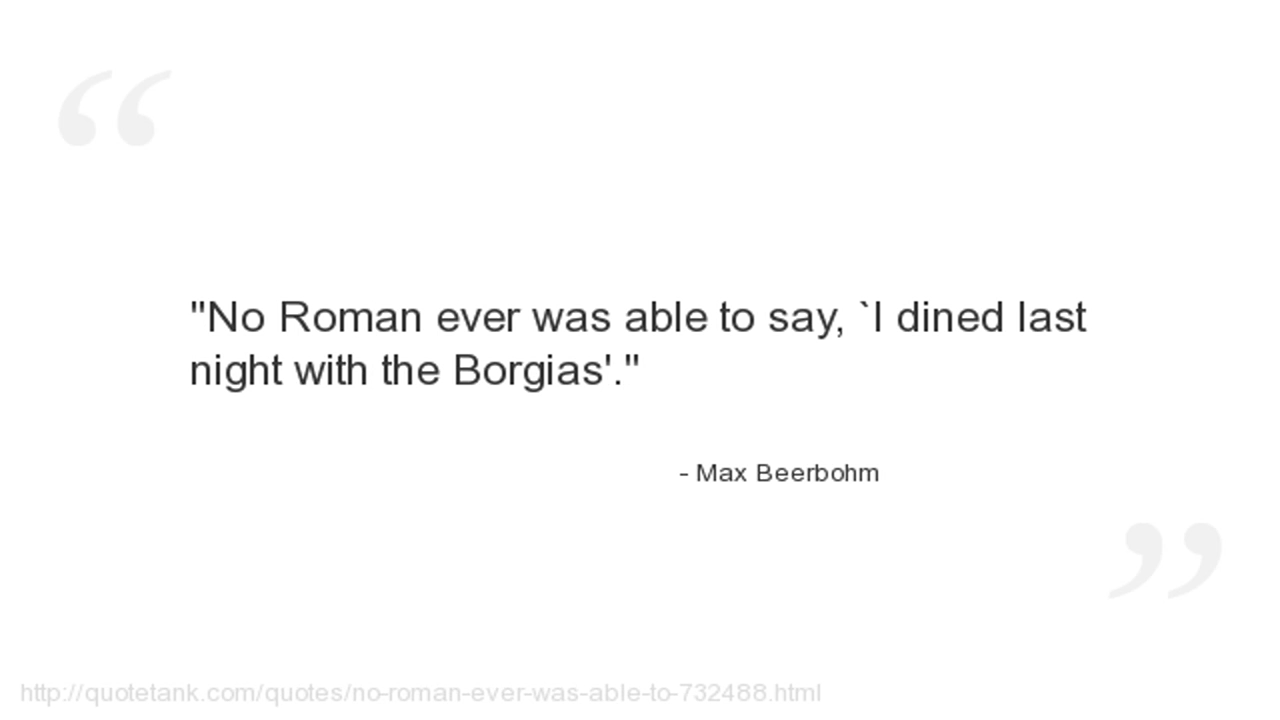 "No Roman ever was able to say, `I dined last
night with the Borgias'."
- Max Beerbohm
http://quotetank.com/quotes/no-roman-ever-was-able-to-732488.html